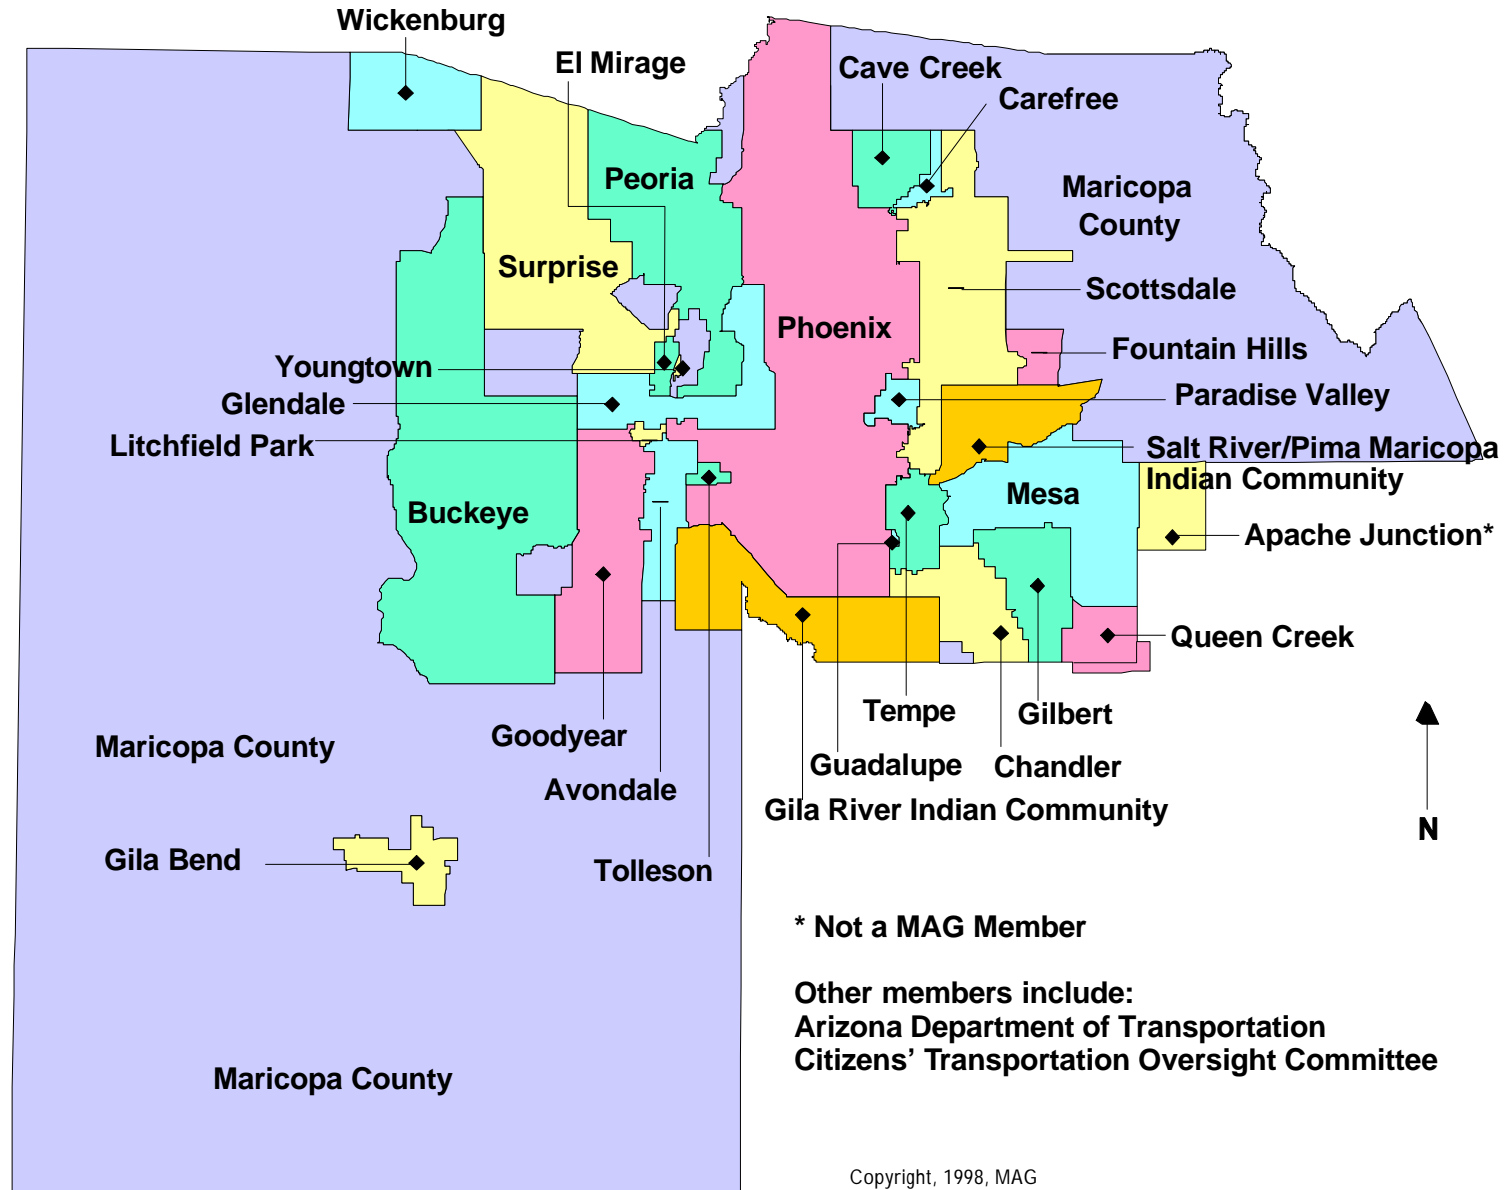 Wickenburg
El Mirage
Cave Creek
Carefree
Peoria
Maricopa
County
Surprise
Scottsdale
Phoenix
Fountain Hills
Youngtown
Paradise Valley
Glendale
Litchfield Park
Salt River/Pima Maricopa
Indian Community
Mesa
Buckeye
Apache Junction*
Queen Creek
Tempe
Gilbert
Goodyear
Maricopa County
Guadalupe
Chandler
Avondale
Gila River Indian Community
N
Gila Bend
Tolleson
* Not a MAG Member
Other members include:
Arizona Department of Transportation
Citizens’ Transportation Oversight Committee
Maricopa County
Copyright, 1998, MAG